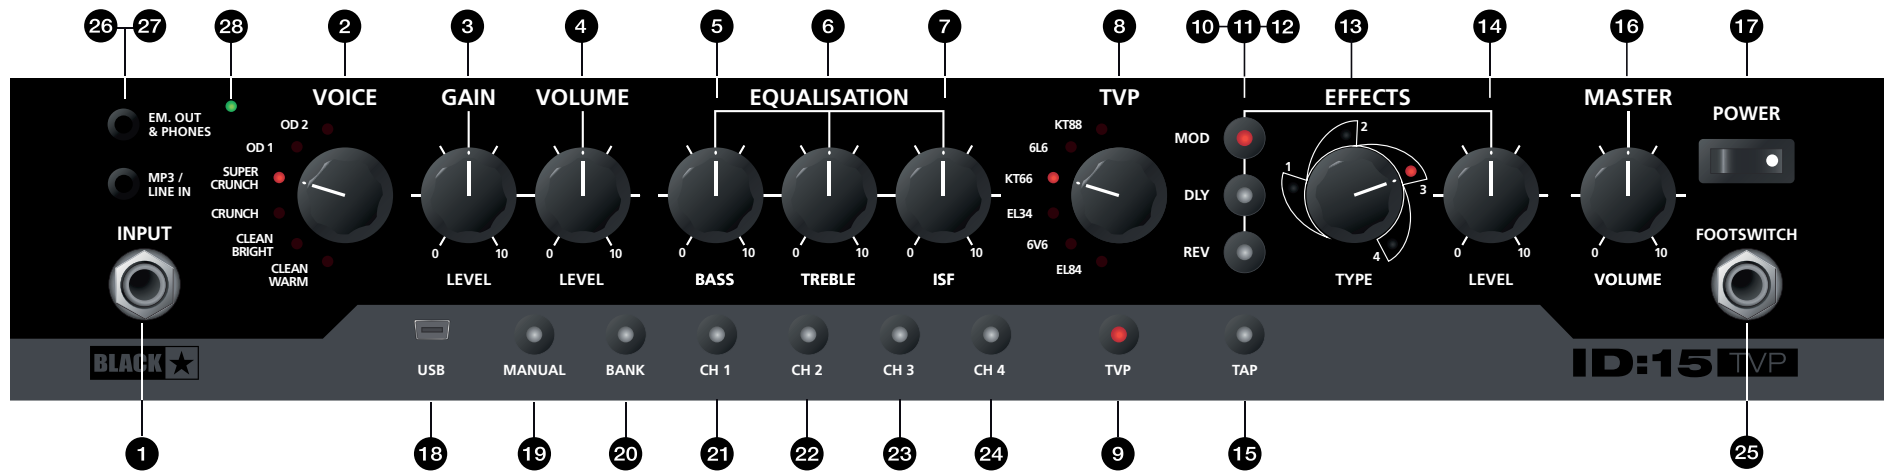 26 27 28 2 3 4 5 6 7 8 10 11 12 13 14 16 17
VOICE GAIN VOLUME EQUALISATION TVP EFFECTS MASTER
POWER
EM. OUT
& PHONES
MP3 /
LINE IN
INPUT
OD 2
OD 1
SUPER
CRUNCH
CRUNCH
CLEAN
BRIGHT
CLEAN
WARM
0 10
LEVEL
0 10
LEVEL
0 10
BASS
0 10
TREBLE
0 10
ISF
KT88
6L6
KT66
EL34
6V6
EL84
MOD
DLY
REV
1
2
3
4
TYPE
0 10
LEVEL
0 10
VOLUME
FOOTSWITCH
BLACK
USB MANUAL BANK CH 1 CH 2 CH 3 CH 4 TVP TAP
ID:15 TVP
1 18 19 20 21 22 23 24 9 15 25